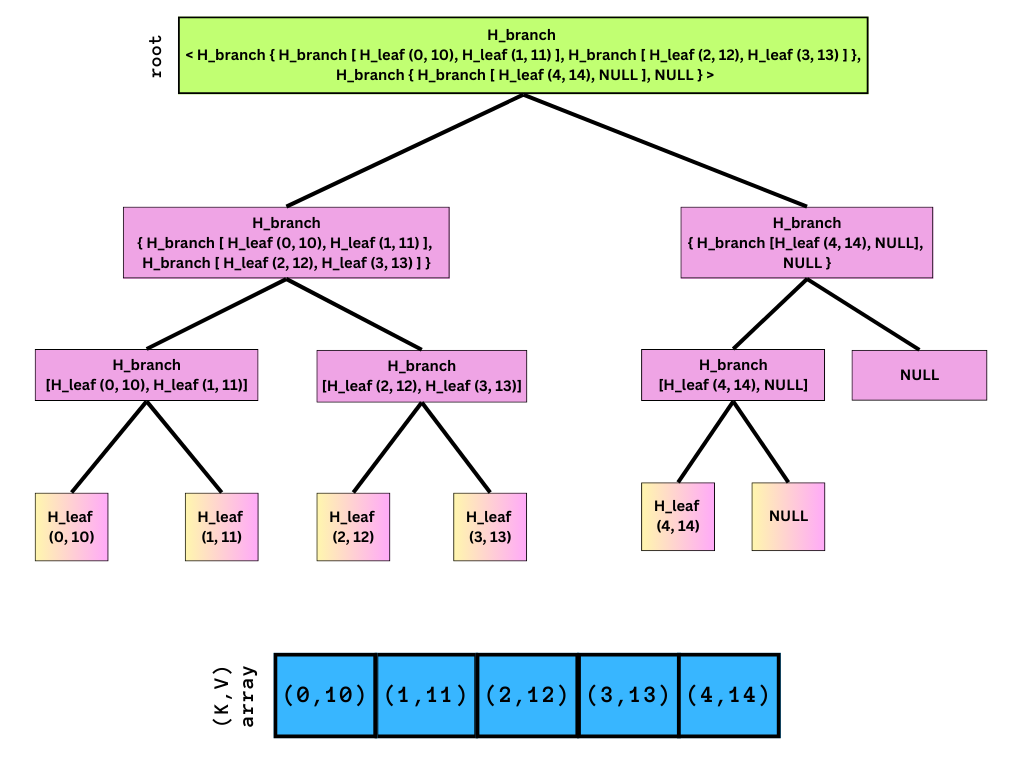 root
H_branch
< H_branch { H_branch [ H_leaf (0, 10), H_leaf (1, 11) ], H_branch [ H_leaf (2, 12), H_leaf (3, 13) ] },
H_branch { H_branch [ H_leaf (4, 14), NULL ], NULL } >
H_branch
{ H_branch [ H_leaf (0, 10), H_leaf (1, 11) ],
H_branch [ H_leaf (2, 12), H_leaf (3, 13) ] }
H_branch
{ H_branch [H_leaf (4, 14), NULL],
NULL }
H_branch
[H_leaf (0, 10), H_leaf (1, 11)]
H_branch
[H_leaf (2, 12), H_leaf (3, 13)]
H_branch
[H_leaf (4, 14), NULL]
NULL
H_leaf
(0, 10)
H_leaf
(1, 11)
H_leaf
(2, 12)
H_leaf
(3, 13)
H_leaf
(4, 14)
NULL
(K,V)
array
(0,10)
(1,11)
(2,12)
(3,13)
(4,14)